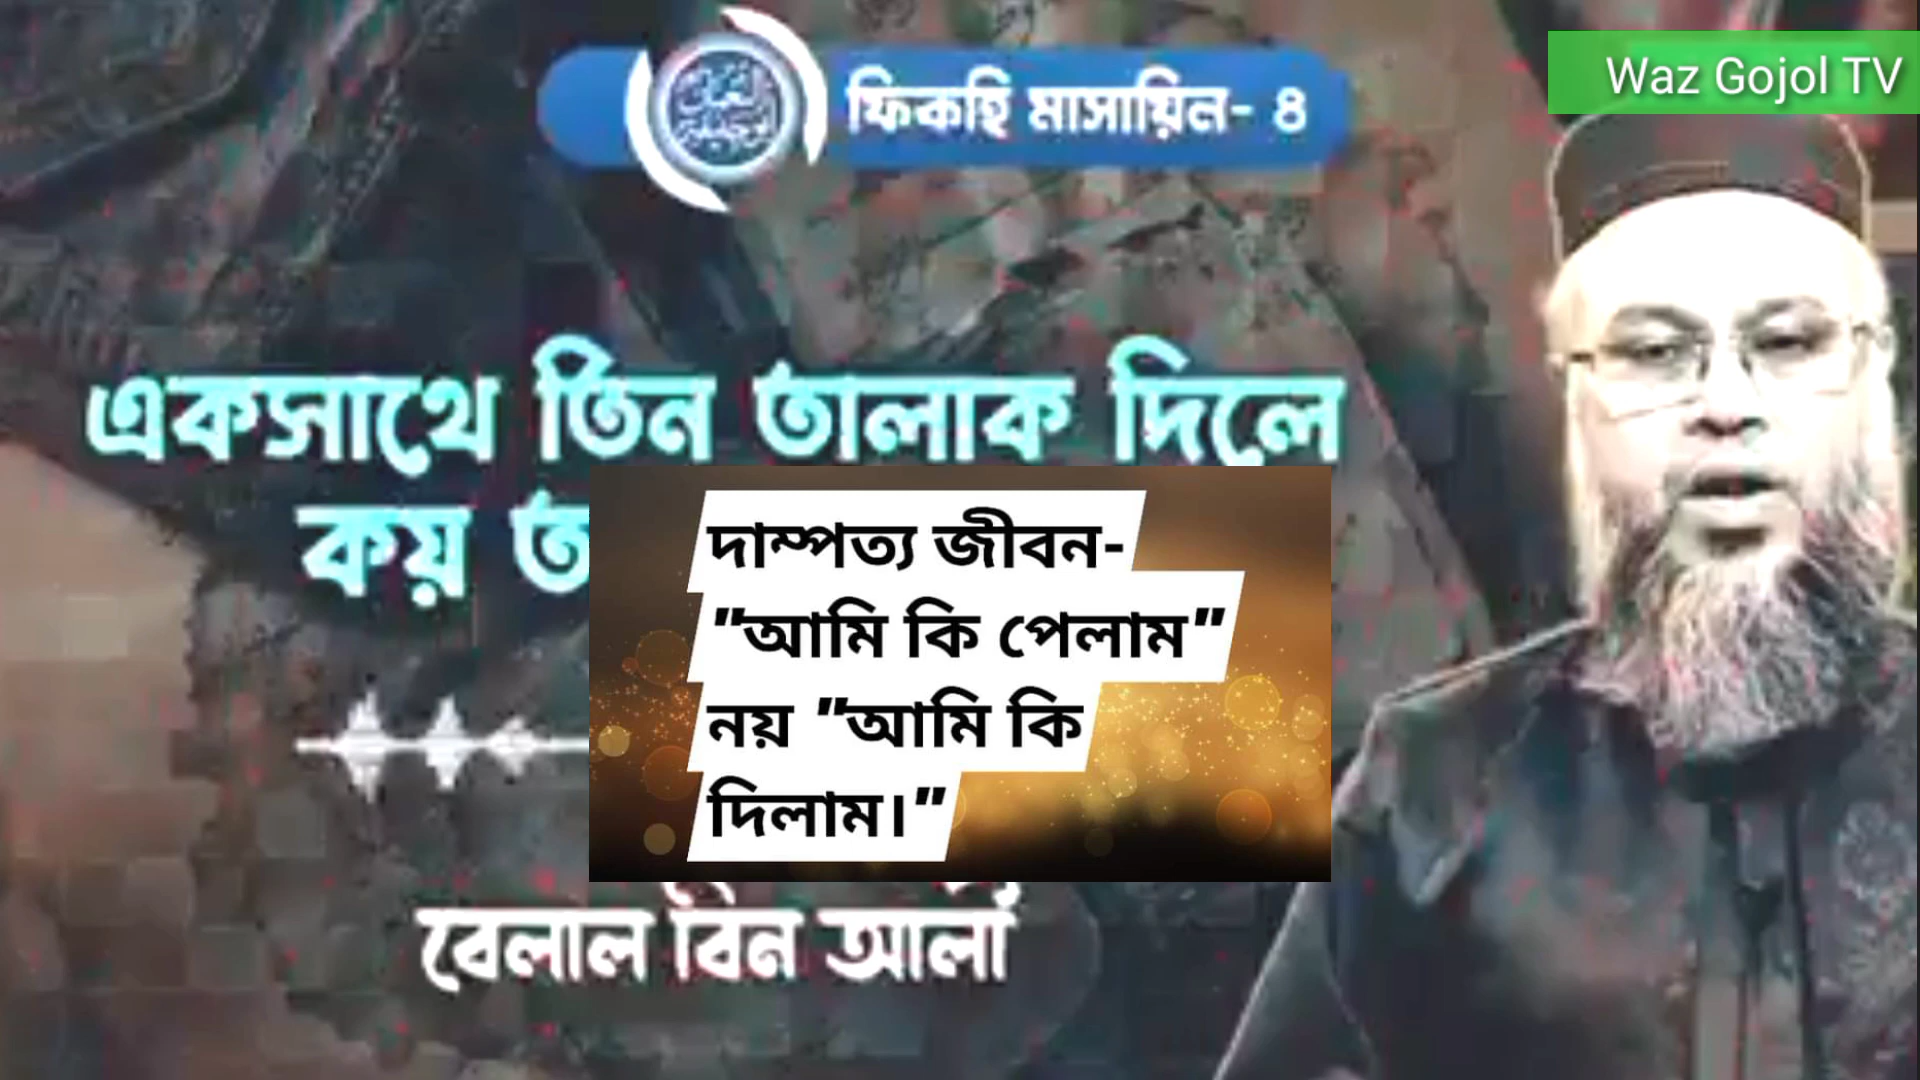 Waz Gojol TV
ফিকহি মাসায়িল- ৪
একসাথে তিন তালাক দিলে
কয়
দাম্পত্য জীবন-
"আমি কি পেলাম"
নয় "আমি কি
দিলাম।"
বেলাল বিন আলী